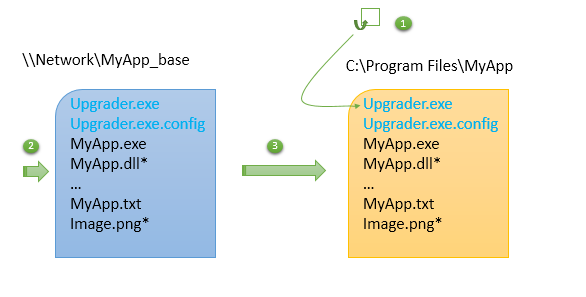 1
\\Network\MyApp_base
C:\Program Files\MyApp
Upgrader.exe
Upgrader.exe.config
MyApp.exe
MyApp.dll*
...
MyApp.txt
Image.png*
2
3
Upgrader.exe
Upgrader.exe.config
MyApp.exe
MyApp.dll*
...
MyApp.txt
Image.png*